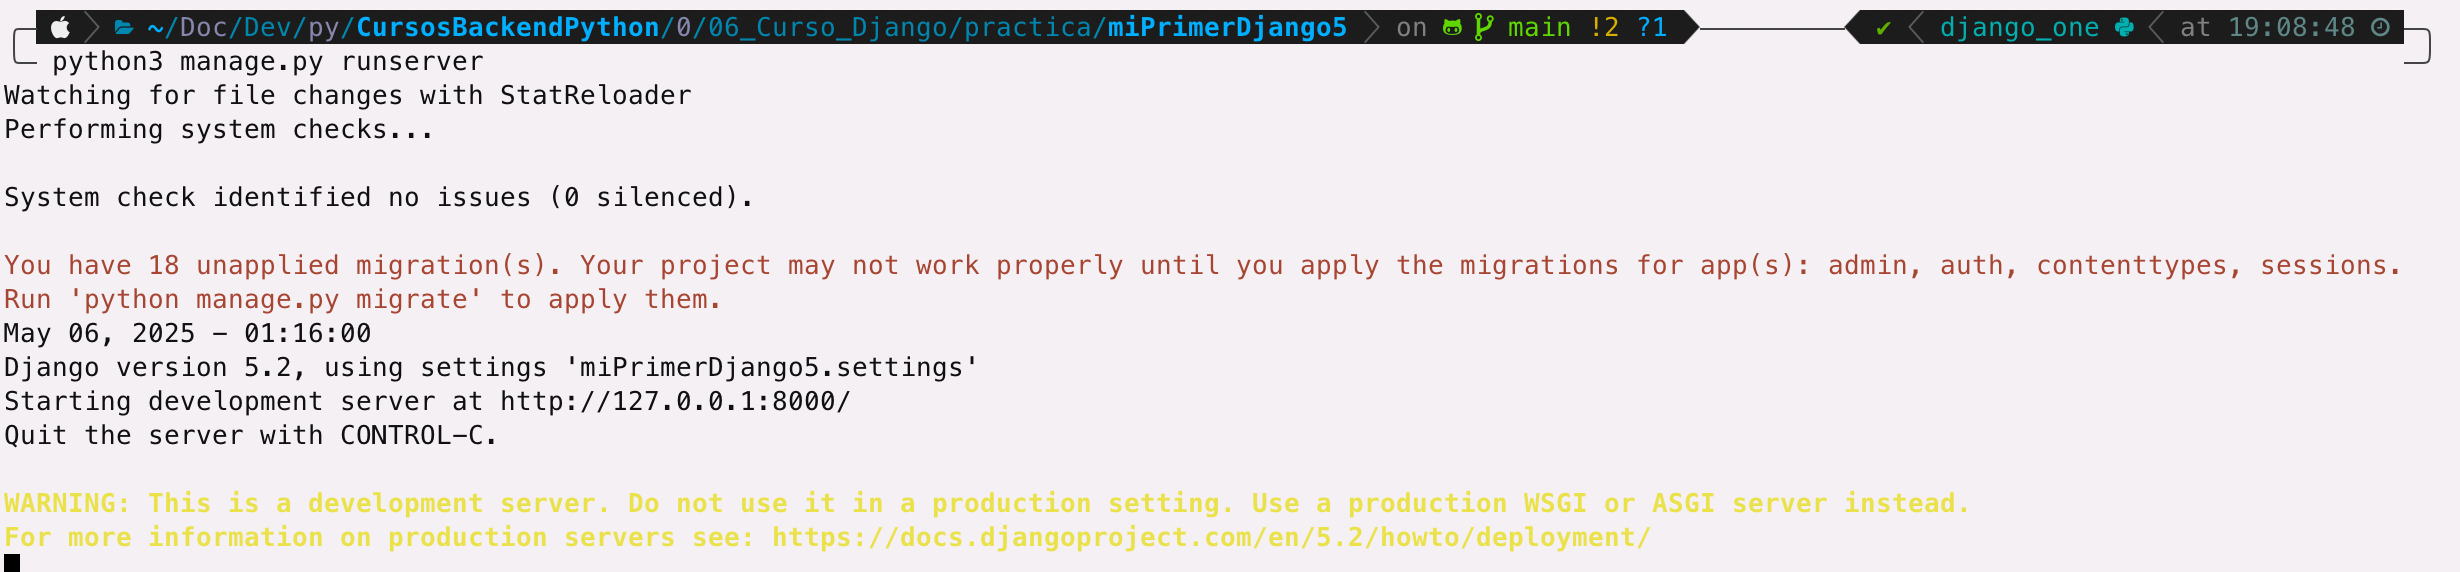 ~/Doc/Dev/py/CursosBackendPython/0/06_Curso_Django/practica/miPrimerDjango5 on main !2 ?1 ✔ django_one at 19:08:48
python3 manage.py runserver
Watching for file changes with StatReloader
Performing system checks...
System check identified no issues (0 silenced).
You have 18 unapplied migration(s). Your project may not work properly until you apply the migrations for app(s): admin, auth, contenttypes, sessions.
Run 'python manage.py migrate' to apply them.
May 06, 2025 - 01:16:00
Django version 5.2, using settings 'miPrimerDjango5.settings'
Starting development server at http://127.0.0.1:8000/
Quit the server with CONTROL-C.
WARNING: This is a development server. Do not use it in a production setting. Use a production WSGI or ASGI server instead.
For more information on production servers see: https://docs.djangoproject.com/en/5.2/howto/deployment/